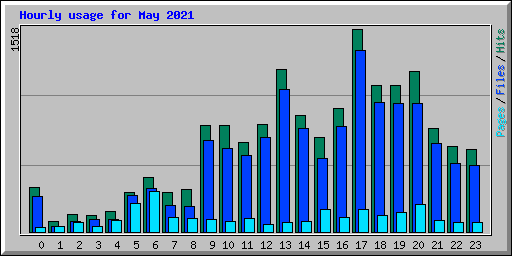 Hourly usage for May 2021
1518
Pages/Files/Hits
0 1 2 3 4 5 6 7 8 9 10 11 12 13 14 15 16 17 18 19 20 21 22 23